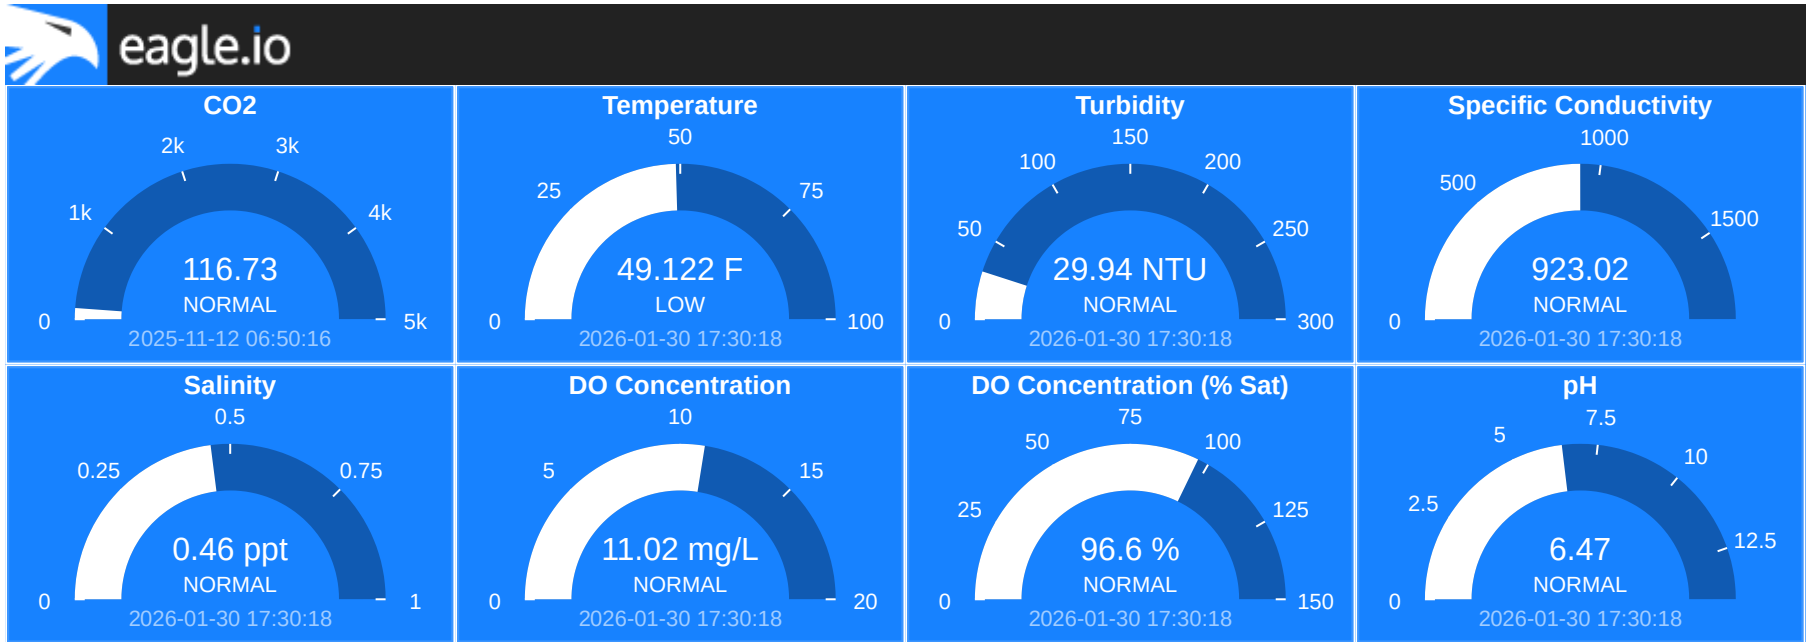 eagle.io
CO2
0
1k
2k
3k
4k
5k
116.73
NORMAL
2025-11-12 06:50:16
Temperature
0
25
50
75
100
49.122 F
LOW
2026-01-30 17:30:18
Turbidity
0
50
100
150
200
250
300
29.94 NTU
NORMAL
2026-01-30 17:30:18
Specific Conductivity
0
500
1000
1500
923.02
NORMAL
2026-01-30 17:30:18
Salinity
0
0.25
0.5
0.75
1
0.46 ppt
NORMAL
2026-01-30 17:30:18
DO Concentration
0
5
10
15
20
11.02 mg/L
NORMAL
2026-01-30 17:30:18
DO Concentration (% Sat)
0
25
50
75
100
125
150
96.6 %
NORMAL
2026-01-30 17:30:18
pH
0
2.5
5
7.5
10
12.5
6.47
NORMAL
2026-01-30 17:30:18